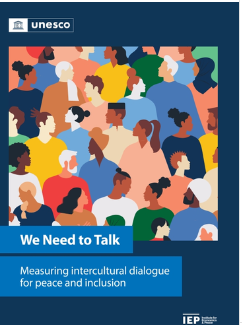 unesco
We Need to Talk
Measuring intercultural dialogue
for peace and inclusion
IEP